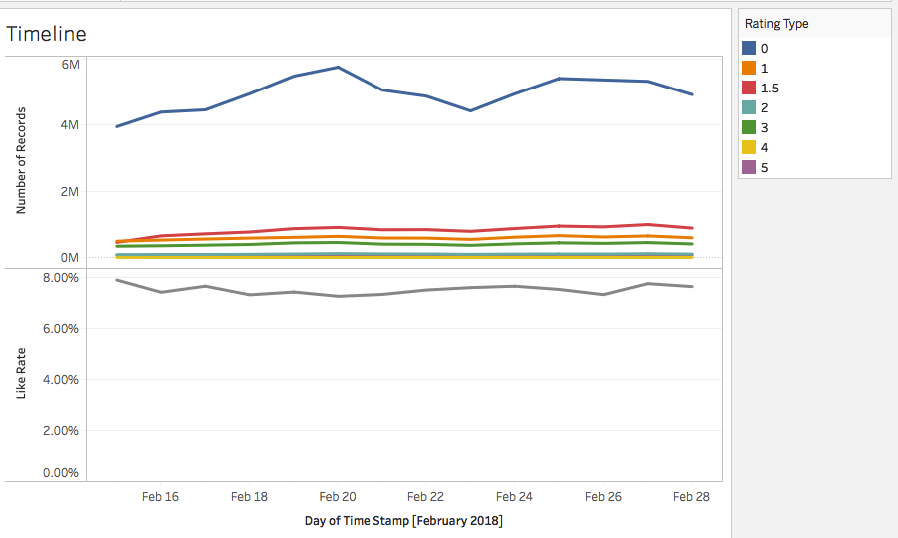 Timeline
Rating Type
0
1
1.5
2
3
4
5
Number of Records
6M
4M
2M
0M
Like Rate
8.00%
6.00%
4.00%
2.00%
0.00%
Feb 16 Feb 18 Feb 20 Feb 22 Feb 24 Feb 26 Feb 28
Day of Time Stamp [February 2018]